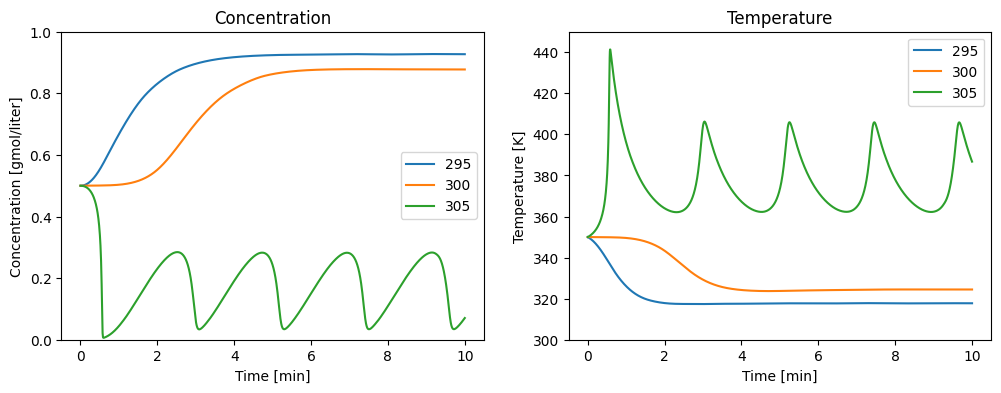 Concentration
Concentration [gmol/liter]
1.0
0.8
0.6
0.4
0.2
0.0
295
300
305
0 2 4 6 8 10
Time [min]
Temperature
Temperature [K]
440
420
400
380
360
340
320
300
295
300
305
0 2 4 6 8 10
Time [min]